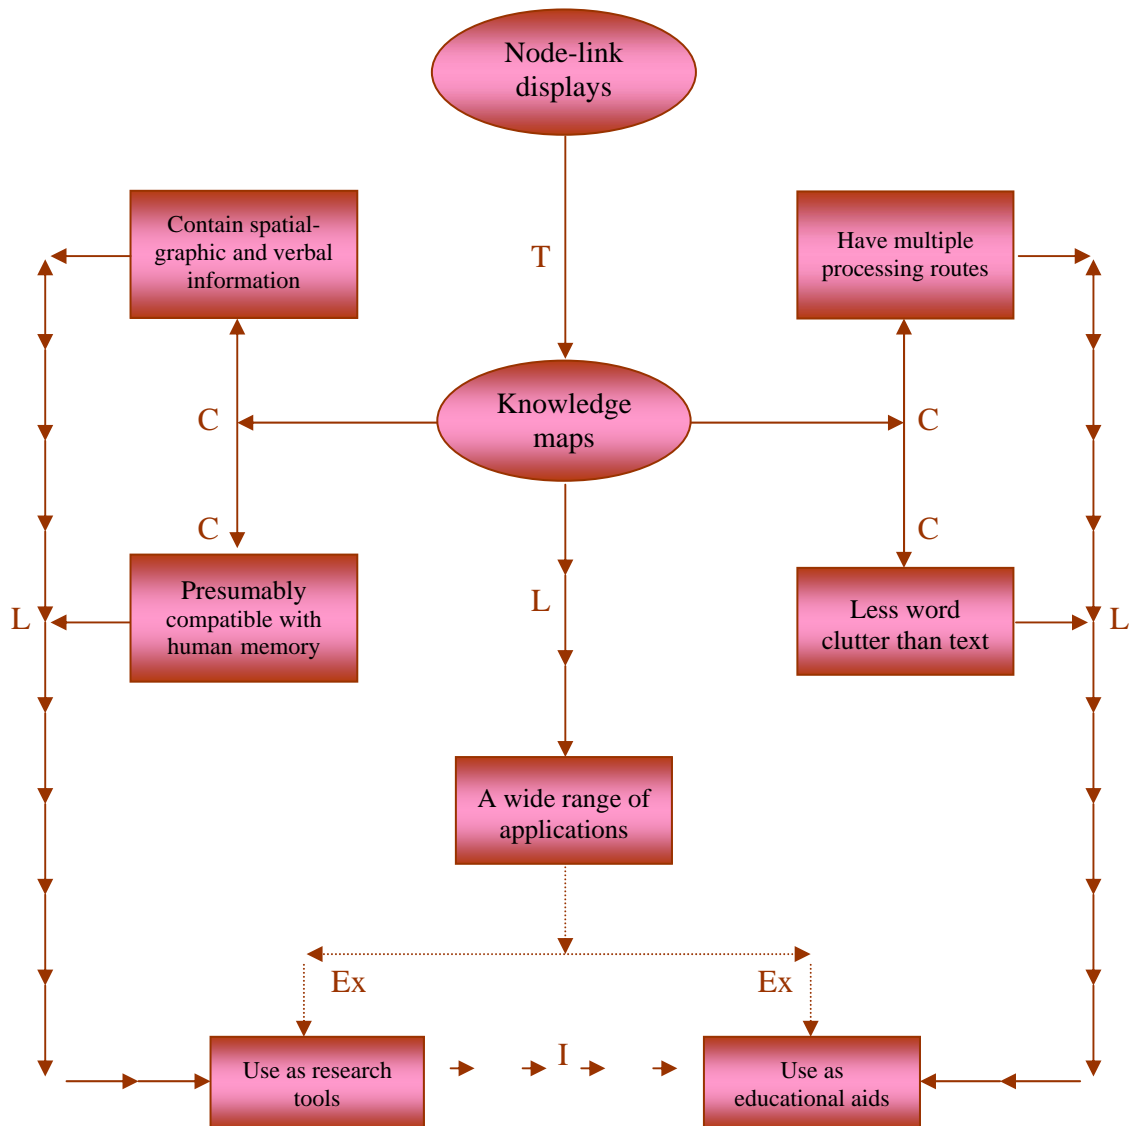 Node-link
displays
Contain spatial-
graphic and verbal
information
Have multiple
processing routes
T
Knowledge
maps
C
C
C
C
Presumably
compatible with
human memory
L
L
Less word
clutter than text
L
A wide range of
applications
Ex
Ex
Use as research
tools
I
Use as
educational aids